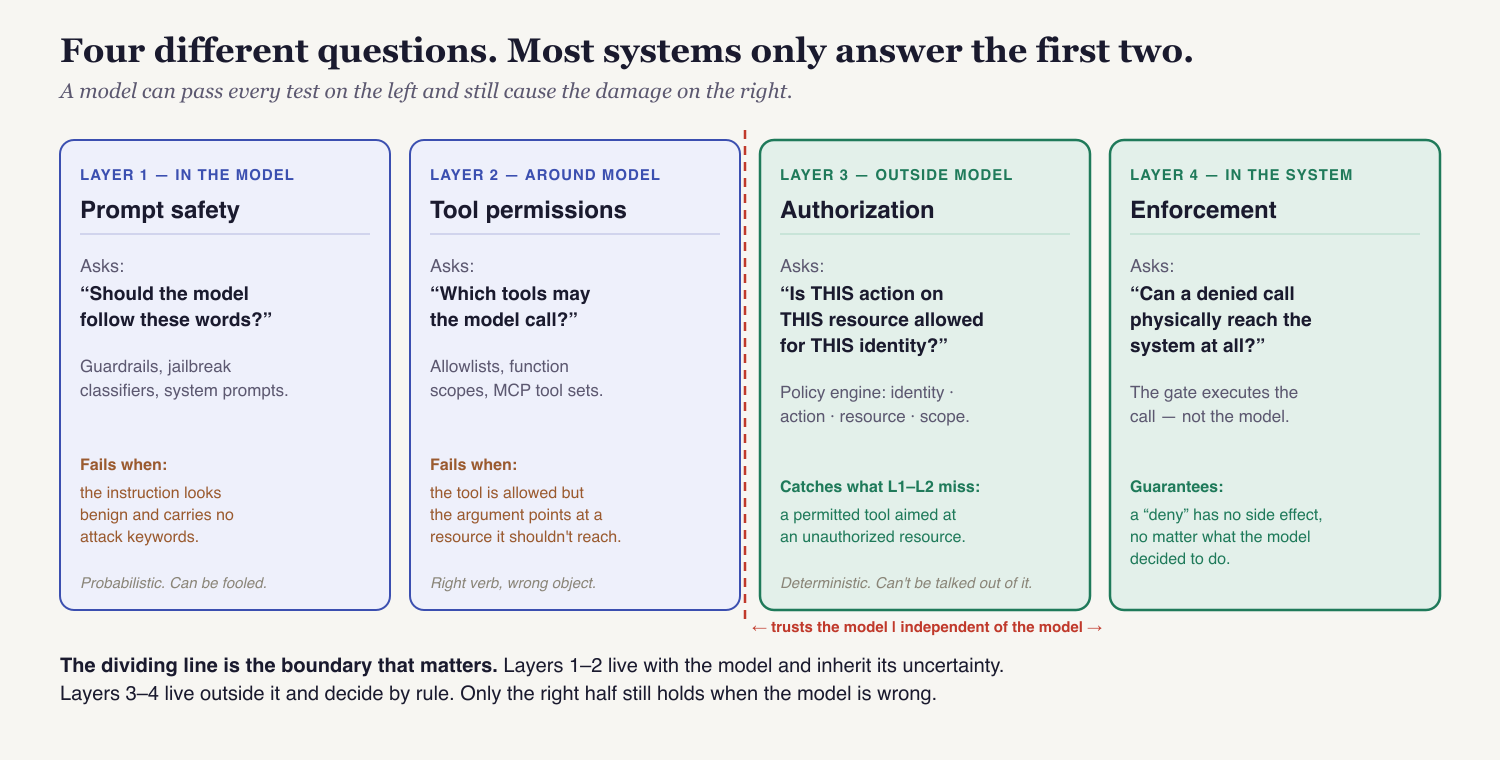 Four different questions. Most systems only answer the first two.
A model can pass every test on the left and still cause the damage on the right.
LAYER 1 — IN THE MODEL
Prompt safety
Asks:
“Should the model
follow these words?”
Guardrails, jailbreak
classifiers, system prompts.
Fails when:
the instruction looks
benign and carries no
attack keywords.
Probabilistic. Can be fooled.
LAYER 2 — AROUND MODEL
Tool permissions
Asks:
“Which tools may
the model call?”
Allowlists, function
scopes, MCP tool sets.
Fails when:
the tool is allowed but
the argument points at a
resource it shouldn't reach.
Right verb, wrong object.
LAYER 3 — OUTSIDE MODEL
Authorization
Asks:
“Is THIS action on
THIS resource allowed
for THIS identity?”
Policy engine: identity ·
action · resource · scope.
Catches what L1–L2 miss:
a permitted tool aimed at
an unauthorized resource.
Deterministic. Can't be talked out of it.
LAYER 4 — IN THE SYSTEM
Enforcement
Asks:
“Can a denied call
physically reach the
system at all?”
The gate executes the
call — not the model.
Guarantees:
a “deny” has no side effect,
no matter what the model
decided to do.
← trusts the model | independent of the model →
The dividing line is the boundary that matters. Layers 1–2 live with the model and inherit its uncertainty.
Layers 3–4 live outside it and decide by rule. Only the right half still holds when the model is wrong.